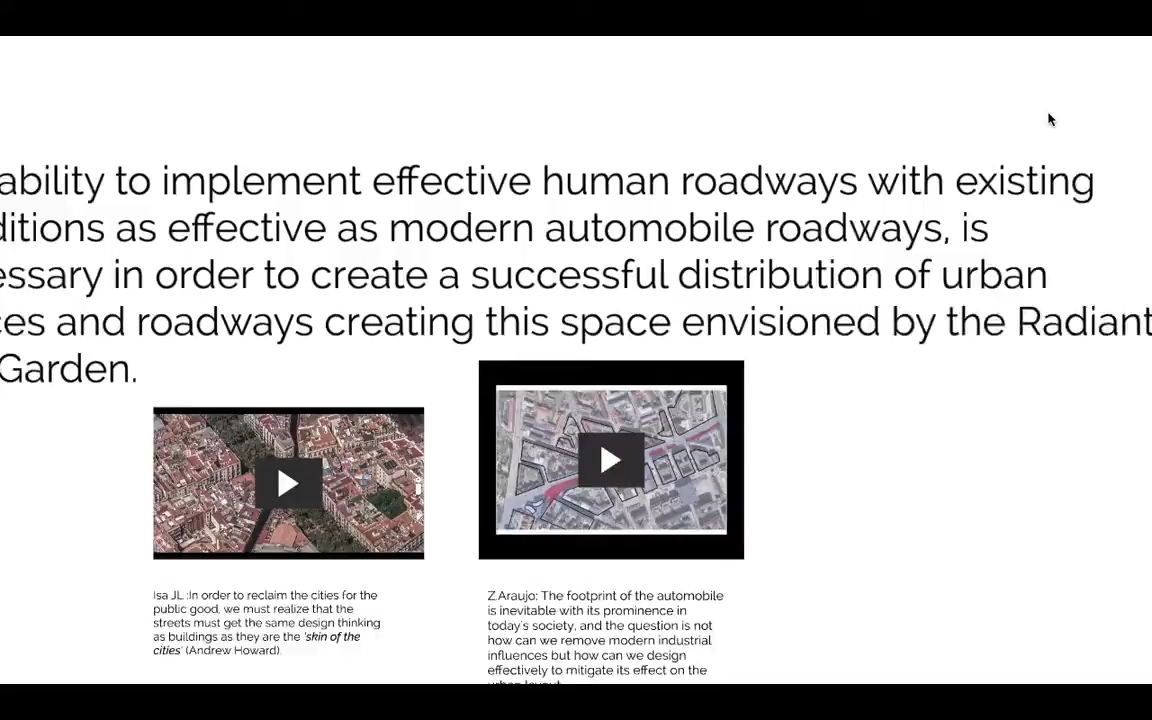 ability to implement effective human roadways with existing
ditions as effective as modern automobile roadways, is
essary in order to create a successful distribution of urban
ces and roadways creating this space envisioned by the Radiant
Garden.
Isa JL :In order to reclaim the cities for the
public good, we must realize that the
streets must get the same design thinking
as buildings as they are the 'skin of the
cities' (Andrew Howard).
Z.Araujo: The footprint of the automobile
is inevitable with its prominence in
today's society, and the question is not
how can we remove modern industrial
influences but how can we design
effectively to mitigate its effect on the